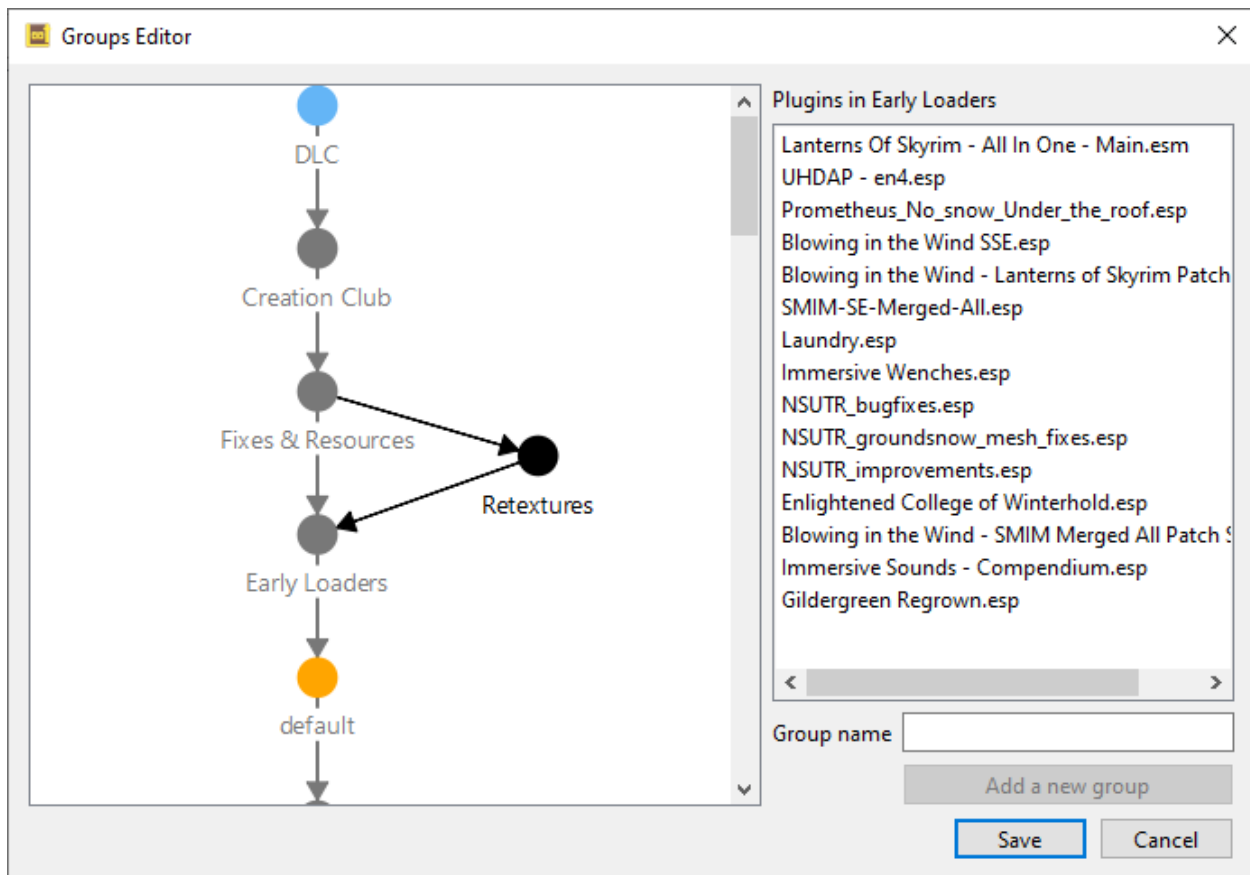 Groups Editor
DLC
Creation Club
Fixes & Resources
Retextures
Early Loaders
default
Plugins in Early Loaders
Lanterns Of Skyrim - All In One - Main.esm
UHDAP - en4.esp
Prometheus_No_snow_Under_the_roof.esp
Blowing in the Wind SSE.esp
Blowing in the Wind - Lanterns of Skyrim Patch
SMIM-SE-Merged-All.esp
Laundry.esp
Immersive Wenches.esp
NSUTR_bugfixes.esp
NSUTR_groundsnow_mesh_fixes.esp
NSUTR_improvements.esp
Enlightened College of Winterhold.esp
Blowing in the Wind - SMIM Merged All Patch
Immersive Sounds - Compendium.esp
Gildergreen Regrown.esp
Group name
Add a new group
Save
Cancel